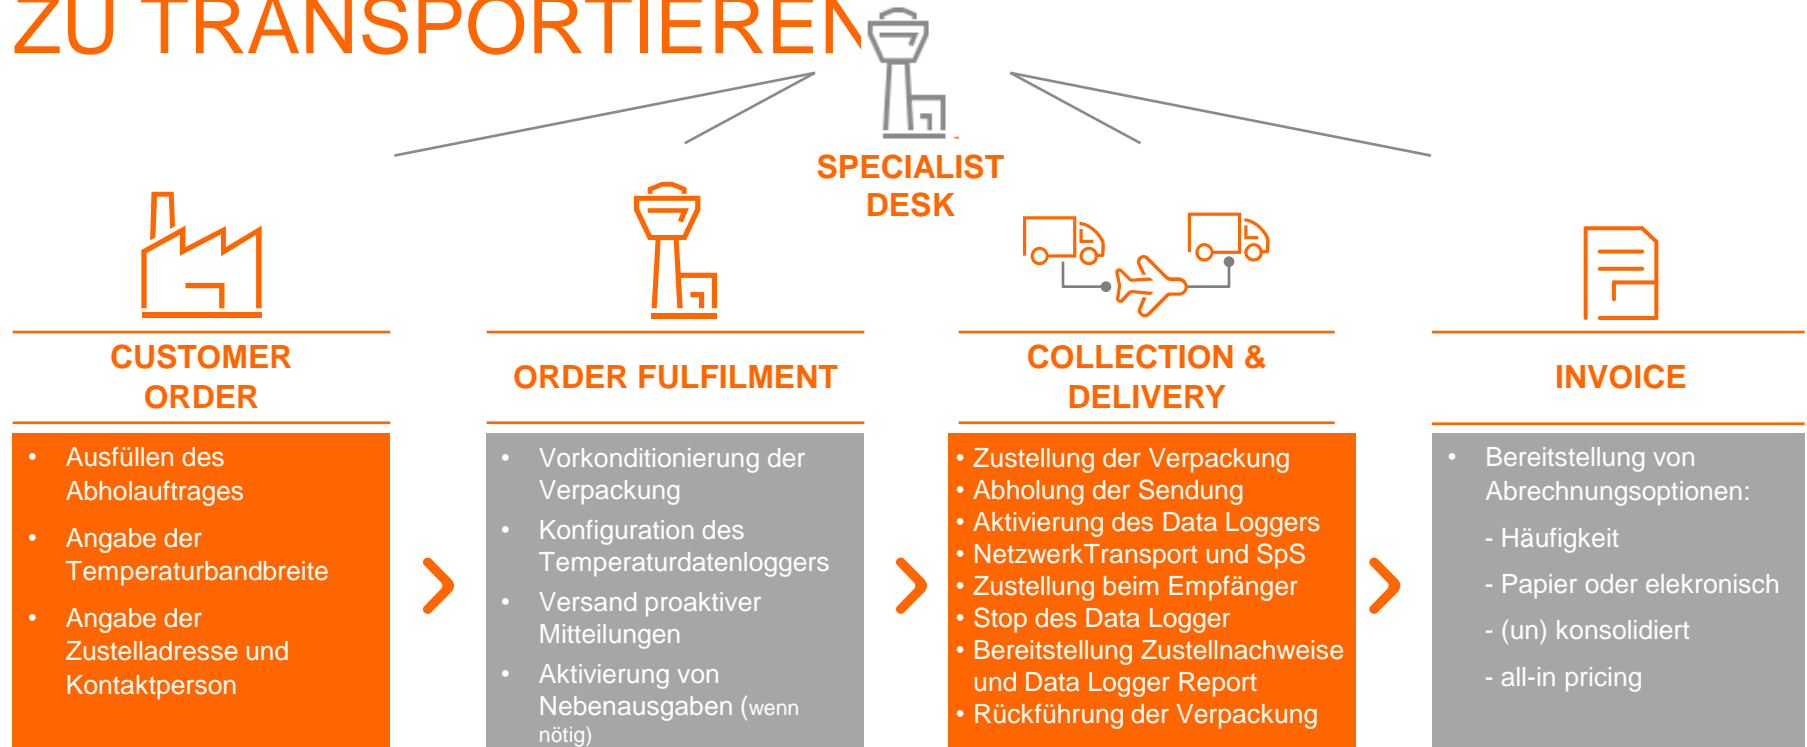 ZU TRANSPORTIEREN
SPECIALIST
DESK
CUSTOMER
ORDER
• Ausfüllen des
Abholauftrages
• Angabe der
Temperaturbandbreite
• Angabe der
Zustelladresse und
Kontaktperson
ORDER FULFILMENT
• Vorkonditionierung der
Verpackung
• Konfiguration des
Temperaturdatenloggers
• Versand proaktiver
Mitteilungen
• Aktivierung von
Nebenausgaben (wenn
nötig)
COLLECTION &
DELIVERY
• Zustellung der Verpackung
• Abholung der Sendung
• Aktivierung des Data Loggers
• NetzwerkTransport und SpS
• Zustellung beim Empfänger
• Stop des Data Logger
• Bereitstellung Zustellnachweise
und Data Logger Report
• Rückführung der Verpackung
INVOICE
• Bereitstellung von
Abrechnungsoptionen:
- Häufigkeit
- Papier oder elekronisch
- (un) konsolidiert
- all-in pricing